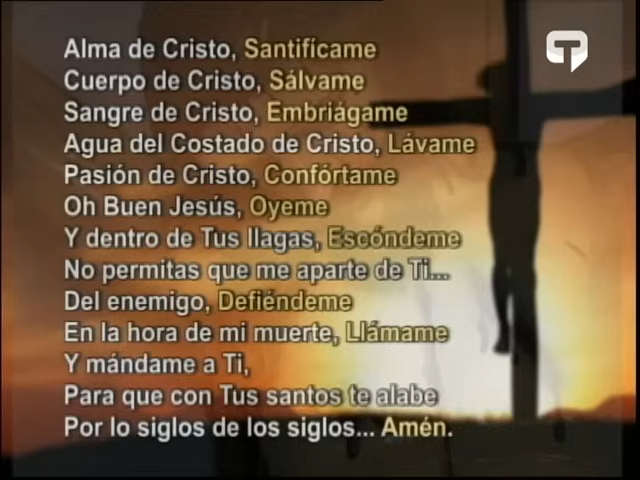 Alma de Cristo, Santifícame
Cuerpo de Cristo, Sálvame
Sangre de Cristo, Embriágame
Agua del Costado de Cristo, Lávame
Pasión de Cristo, Confórtame
Oh Buen Jesús, Oyeme
Y dentro de Tus llagas, Escóndeme
No permitas que me aparte de Ti...
Del enemigo, Defiéndeme
En la hora de mi muerte, Llámame
Y mándame a Ti,
Para que con Tus santos te alabe
Por lo siglos de los siglos... Amén.